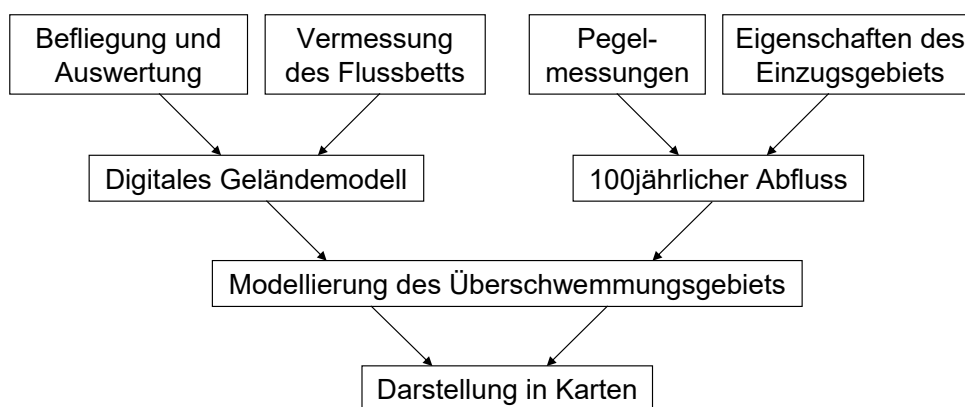 Befliegung und
Auswertung
Vermessung
des Flussbetts
Pegel-
messungen
Eigenschaften des
Einzugsgebiets
Digitales Geländemodell
100jährlicher Abfluss
Modellierung des Überschwemmungsgebiets
Darstellung in Karten